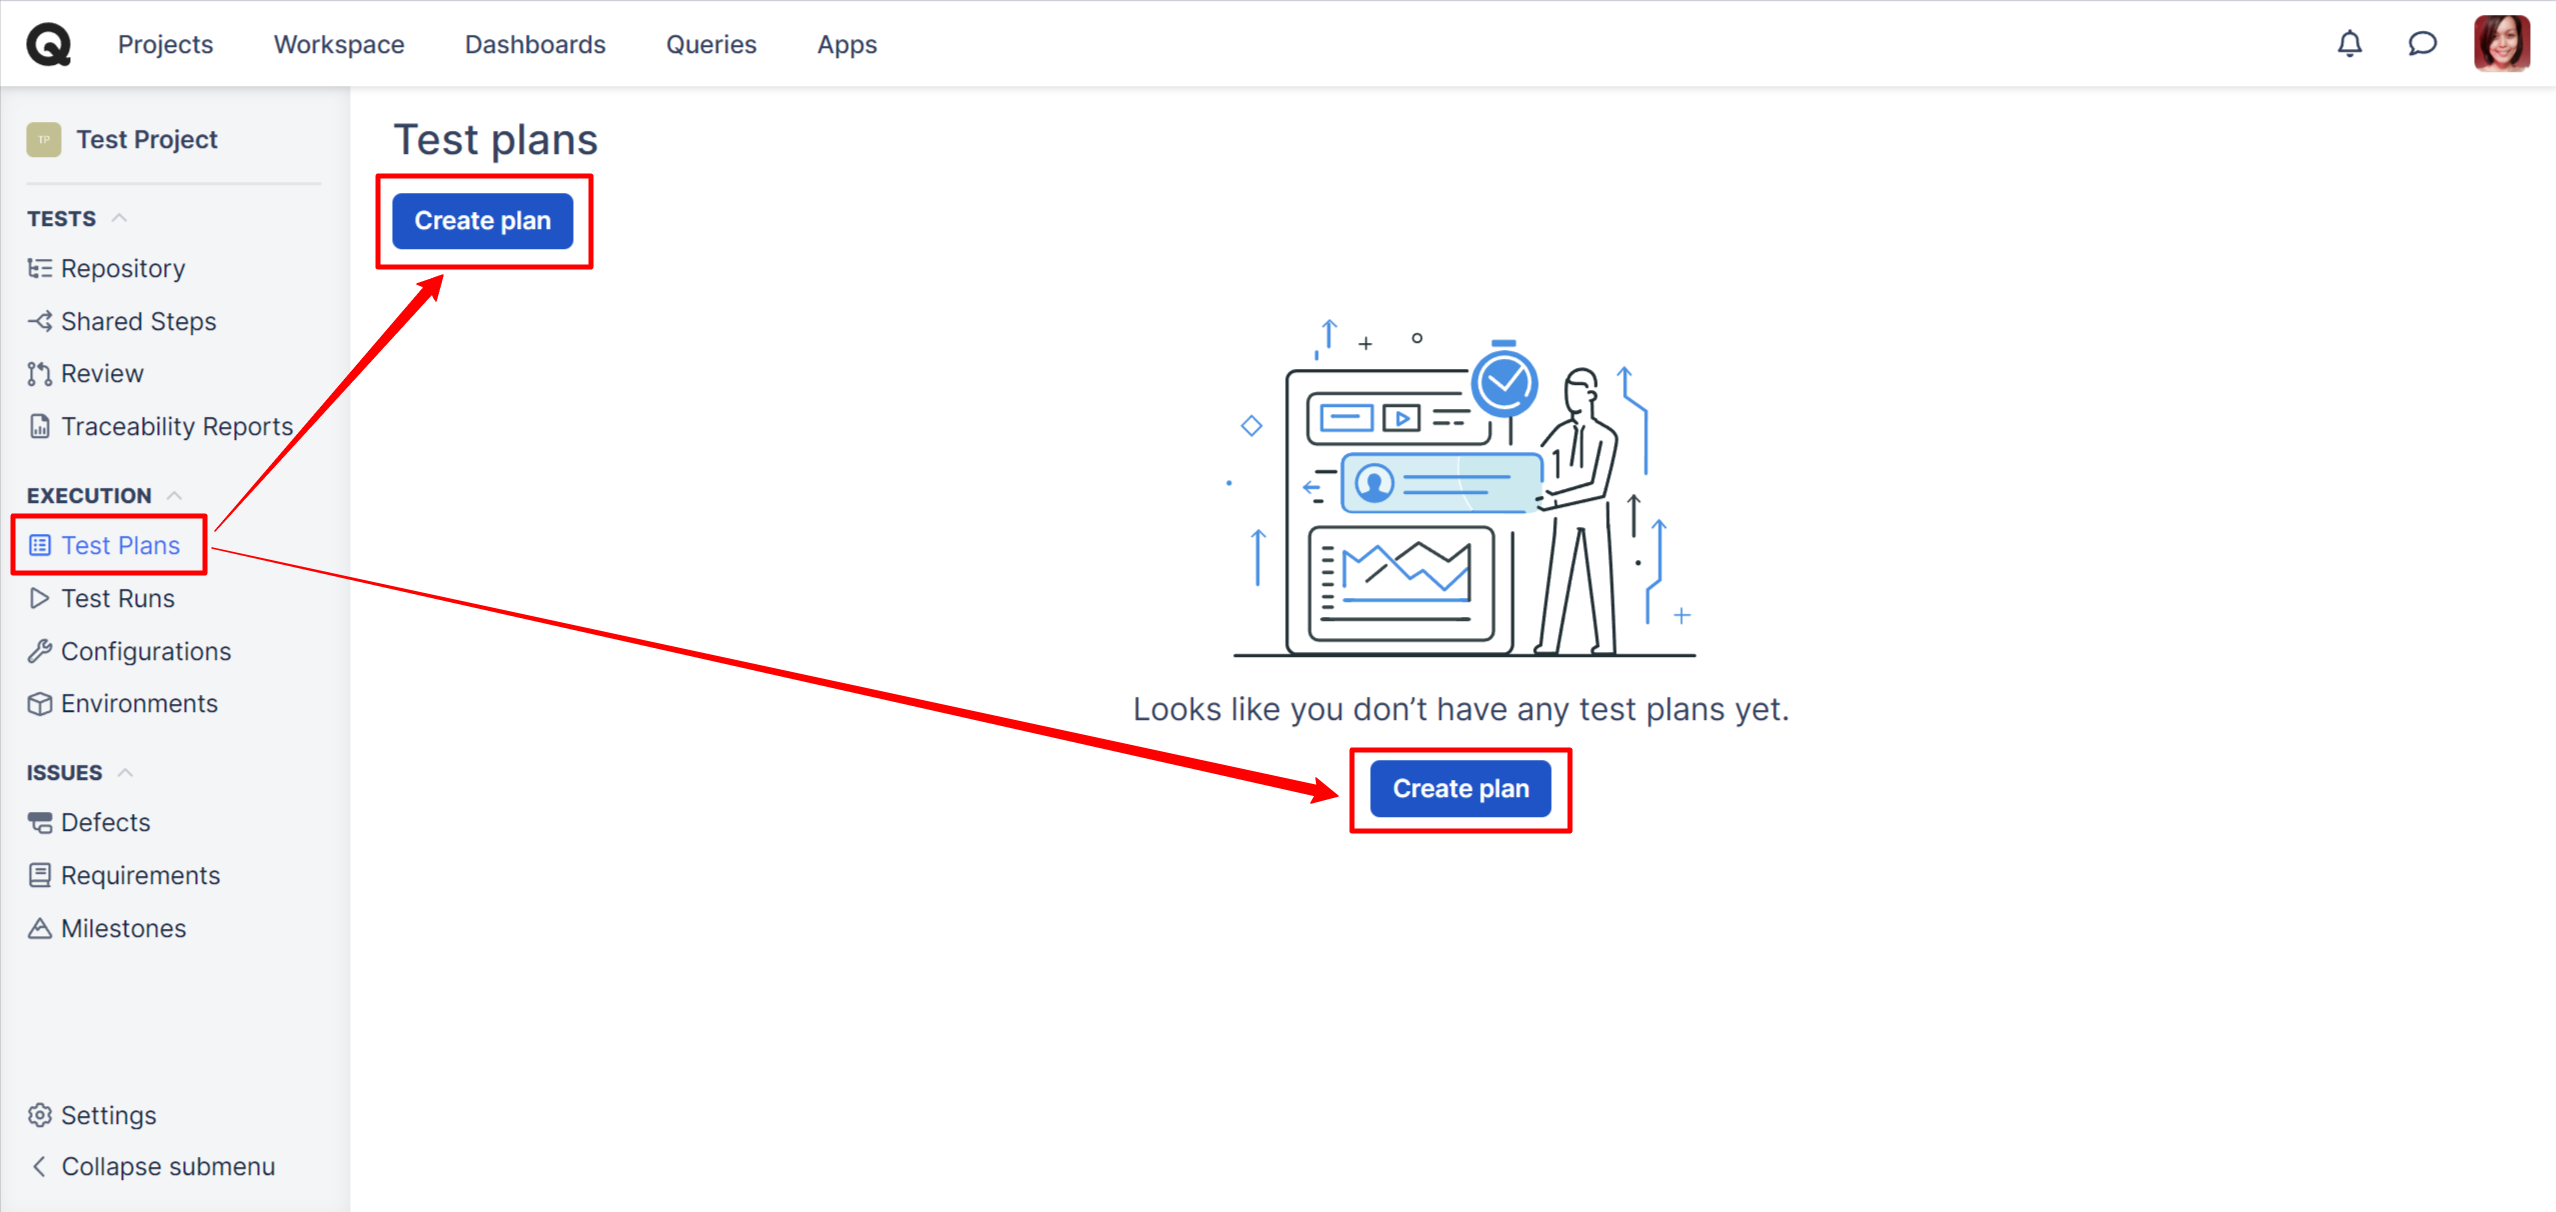 Projects Workspace Dashboards Queries Apps
TP Test Project
TESTS
Repository
Shared Steps
Review
Traceability Reports
EXECUTION
Test Plans
Test Runs
Configurations
Environments
ISSUES
Defects
Requirements
Milestones
Settings
Collapse submenu
Test plans
Create plan
Looks like you don’t have any test plans yet.
Create plan